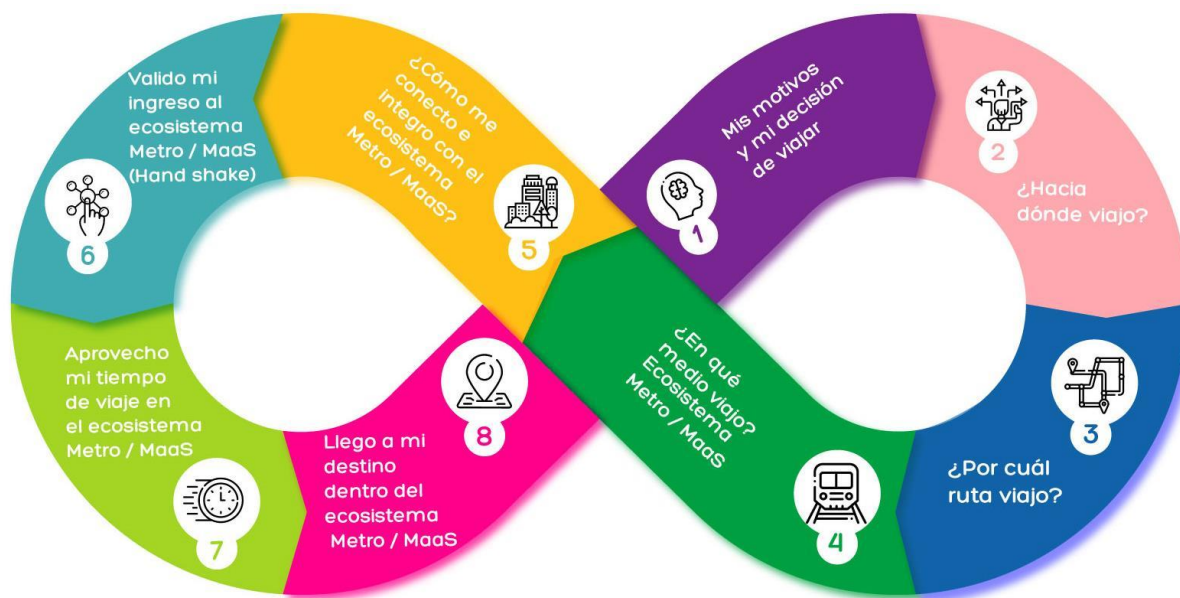 Mis motivos
y mi decisión
de viajar
1
2
¿Hacia
dónde viajo?
3
¿Por cuál
ruta viajo?
¿En qué
medio viajo?
Ecosistema
Metro / MaaS
4
¿Cómo me
conecto e
integro con el
ecosistema
Metro / MaaS?
5
Valido mi
ingreso al
ecosistema
Metro / MaaS
(Hand shake)
6
Aprovecho
mi tiempo
de viaje en
el ecosistema
Metro / MaaS
7
8
Llego a mi
destino
dentro del
ecosistema
Metro / MaaS